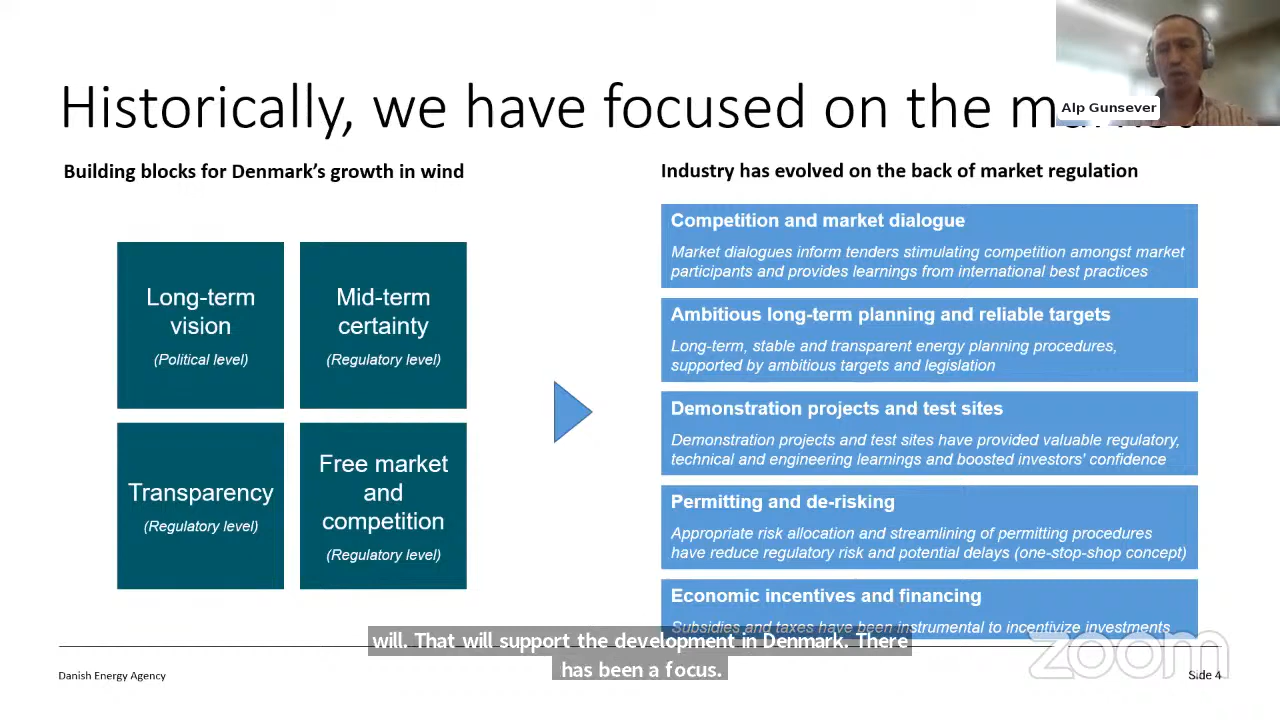 Historically, we have focused on the market
Alp Gunsever
Building blocks for Denmark's growth in wind
Long-term
vision
(Political level)
Mid-term
certainty
(Regulatory level)
Transparency
(Regulatory level)
Free market
and
competition
(Regulatory level)
Industry has evolved on the back of market regulation
Competition and market dialogue
Market dialogues inform tenders stimulating competition amongst market
participants and provides learnings from international best practices
Ambitious long-term planning and reliable targets
Long-term, stable and transparent energy planning procedures,
supported by ambitious targets and legislation
Demonstration projects and test sites
Demonstration projects and test sites have provided valuable regulatory,
technical and engineering learnings and boosted investors' confidence
Permitting and de-risking
Appropriate risk allocation and streamlining of permitting procedures
have reduce regulatory risk and potential delays (one-stop-shop concept)
Economic incentives and financing
Subsidies and taxes have been instrumental to incentivize investments
will. That will support the development in Denmark. There
has been a focus.
Danish Energy Agency
zoom
Side 4